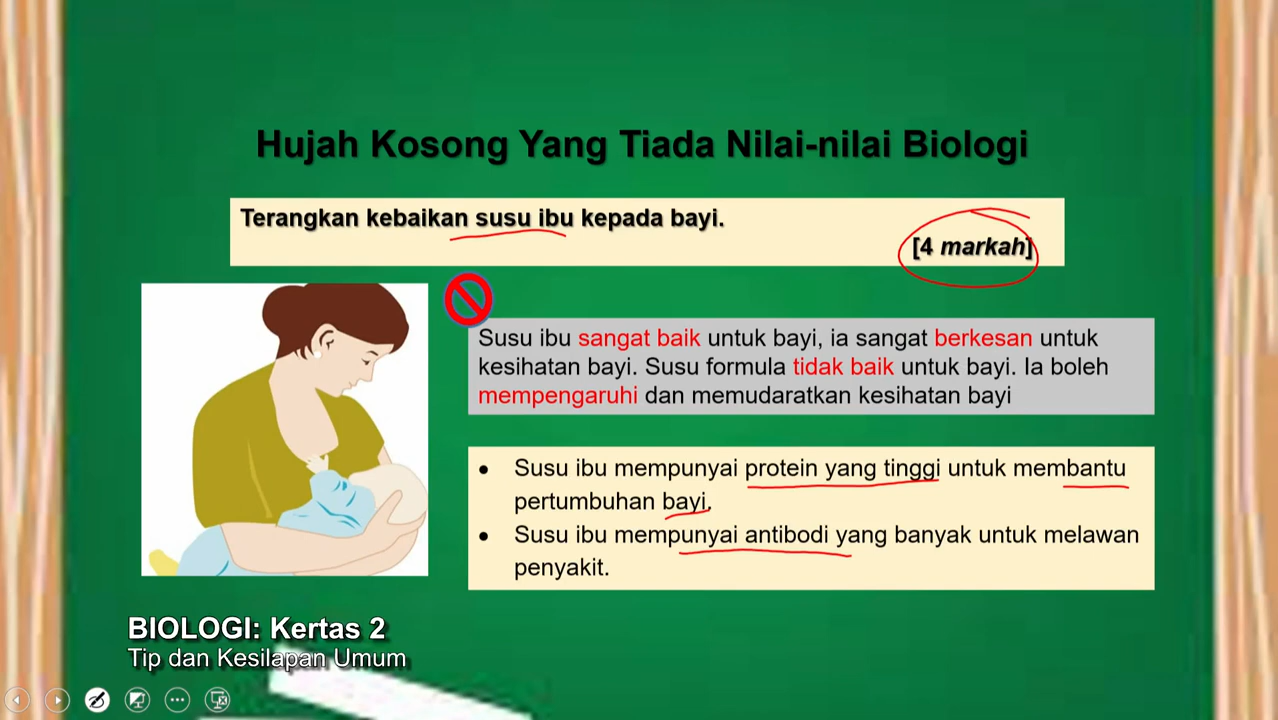 Hujah Kosong Yang Tiada Nilai-nilai Biologi
Terangkan kebaikan susu ibu kepada bayi.
[4 markah]
Susu ibu sangat baik untuk bayi, ia sangat berkesan untuk
kesihatan bayi. Susu formula tidak baik untuk bayi. Ia boleh
mempengaruhi dan memudaratkan kesihatan bayi
• Susu ibu mempunyai protein yang tinggi untuk membantu
pertumbuhan bayi.
• Susu ibu mempunyai antibodi yang banyak untuk melawan
penyakit.
BIOLOGI: Kertas 2
Tip dan Kesilapan Umum